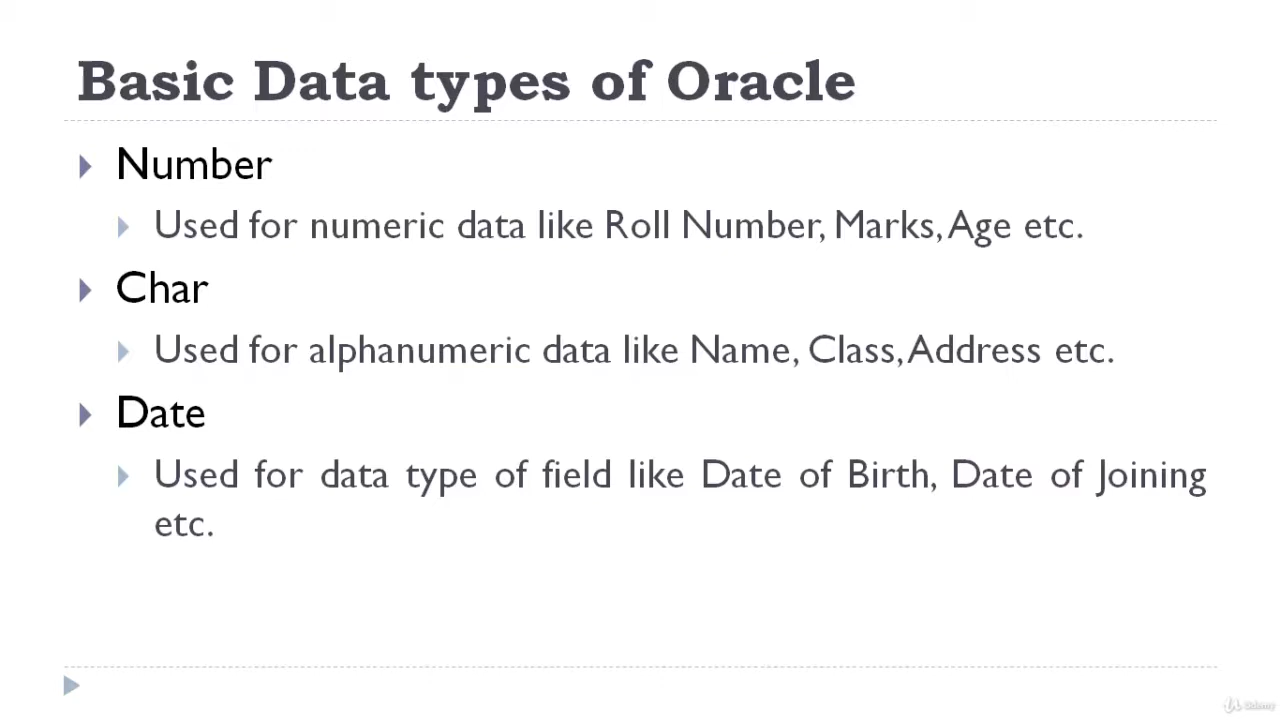 Basic Data types of Oracle
Number
Used for numeric data like Roll Number, Marks, Age etc.
Char
Used for alphanumeric data like Name, Class, Address etc.
Date
Used for data type of field like Date of Birth, Date of Joining
etc.
Udemy